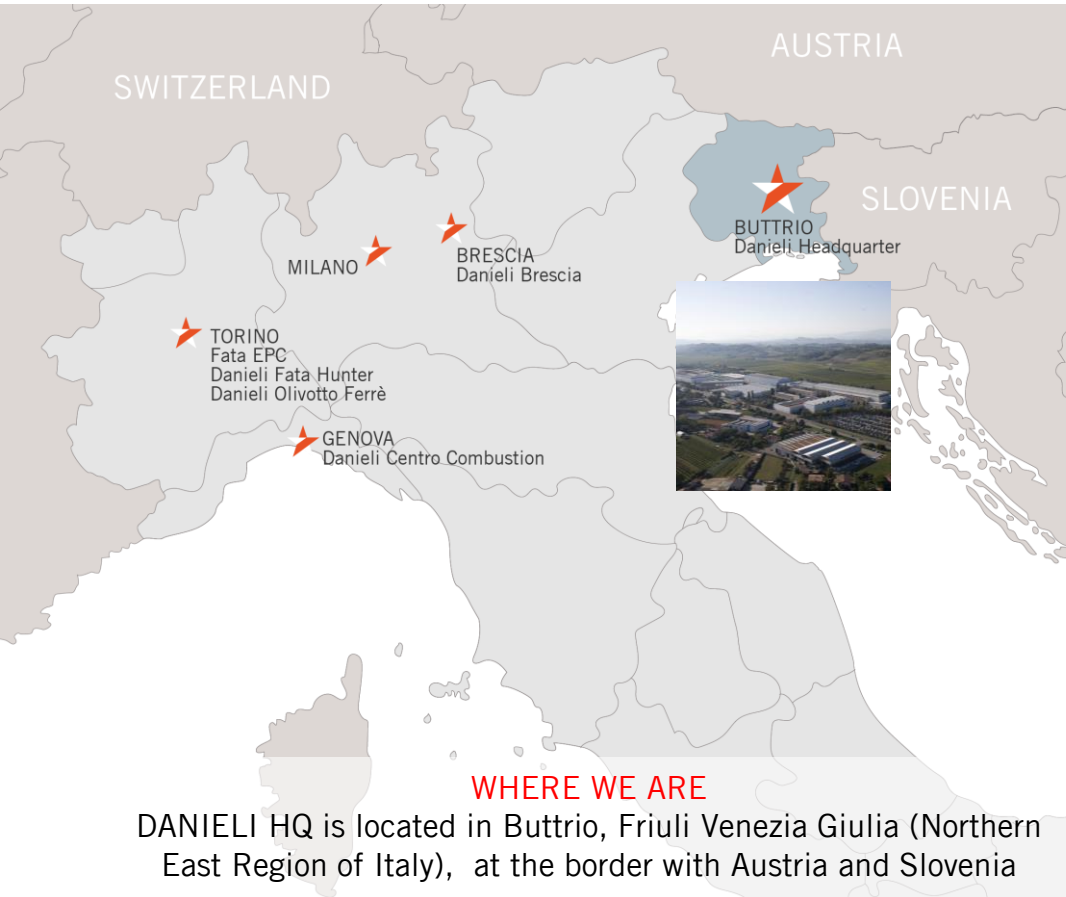 AUSTRIA
SWITZERLAND
SLOVENIA
BUTTRIO
Danieli Headquarter
BRESCIA
Danieli Brescia
MILANO
TORINO
Fata EPC
Danieli Fata Hunter
Danieli Olivotto Ferrè
GENOVA
Danieli Centro Combustion
WHERE WE ARE
DANIELI HQ is located in Buttrio, Friuli Venezia Giulia (Northern
East Region of Italy), at the border with Austria and Slovenia